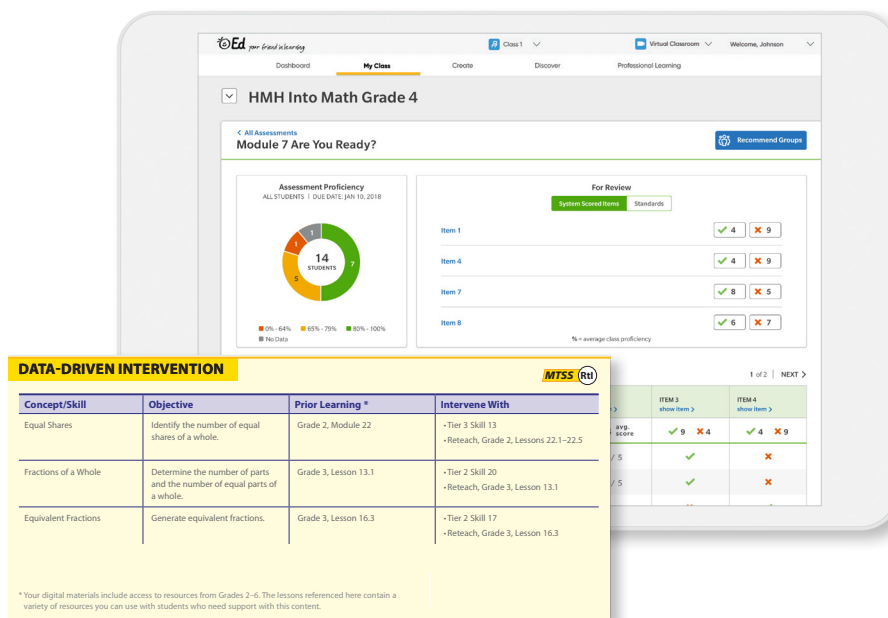 Ed your friend in learning
Class 1
Virtual Classroom
Welcome, Johnson
Dashboard
My Class
Create
Discover
Professional Learning
HMH Into Math Grade 4
< All Assessments
Module 7 Are You Ready?
Recommend Groups
Assessment Proficiency
ALL STUDENTS | DUE DATE: JAN 10, 2018
1
1
5
7
14
STUDENTS
0% - 64%
65% - 79%
80% - 100%
No Data
For Review
System Scored Items
Standards
Item 1
✓ 4 ✖ 9
Item 4
✓ 4 ✖ 9
Item 7
✓ 8 ✖ 5
Item 8
✓ 6 ✖ 7
% = average class proficiency
1 of 2 | NEXT >
ITEM 3
show item >
ITEM 4
show item >
avg.
score
✓ 9 ✖ 4
✓ 4 ✖ 9
/ 5 ✓ ✖
/ 5 ✓ ✖
DATA-DRIVEN INTERVENTION
MTSS RtI
Concept/Skill
Objective
Prior Learning *
Intervene With
Equal Shares
Identify the number of equal
shares of a whole.
Grade 2, Module 22
• Tier 3 Skill 13
• Reteach, Grade 2, Lessons 22.1–22.5
Fractions of a Whole
Determine the number of parts
and the number of equal parts of
a whole.
Grade 3, Lesson 13.1
• Tier 2 Skill 20
• Reteach, Grade 3, Lesson 13.1
Equivalent Fractions
Generate equivalent fractions.
Grade 3, Lesson 16.3
• Tier 2 Skill 17
• Reteach, Grade 3, Lesson 16.3
* Your digital materials include access to resources from Grades 2–6. The lessons referenced here contain a
variety of resources you can use with students who need support with this content.